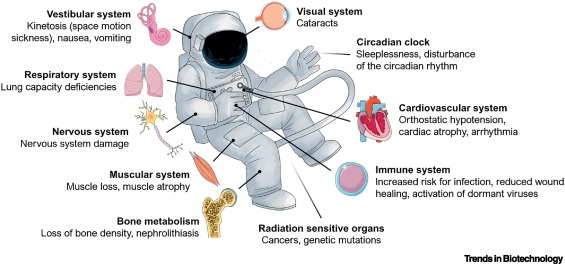 Vestibular system
Kinetosis (space motion
sickness), nausea, vomiting
Visual system
Cataracts
Circadian clock
Sleeplessness, disturbance
of the circadian rhythm
Respiratory system
Lung capacity deficiencies
Cardiovascular system
Orthostatic hypotension,
cardiac atrophy, arrhythmia
Nervous system
Nervous system damage
Muscular system
Muscle loss, muscle atrophy
Immune system
Increased risk for infection, reduced wound
healing, activation of dormant viruses
Bone metabolism
Loss of bone density, nephrolithiasis
Radiation sensitive organs
Cancers, genetic mutations
Trends in Biotechnology